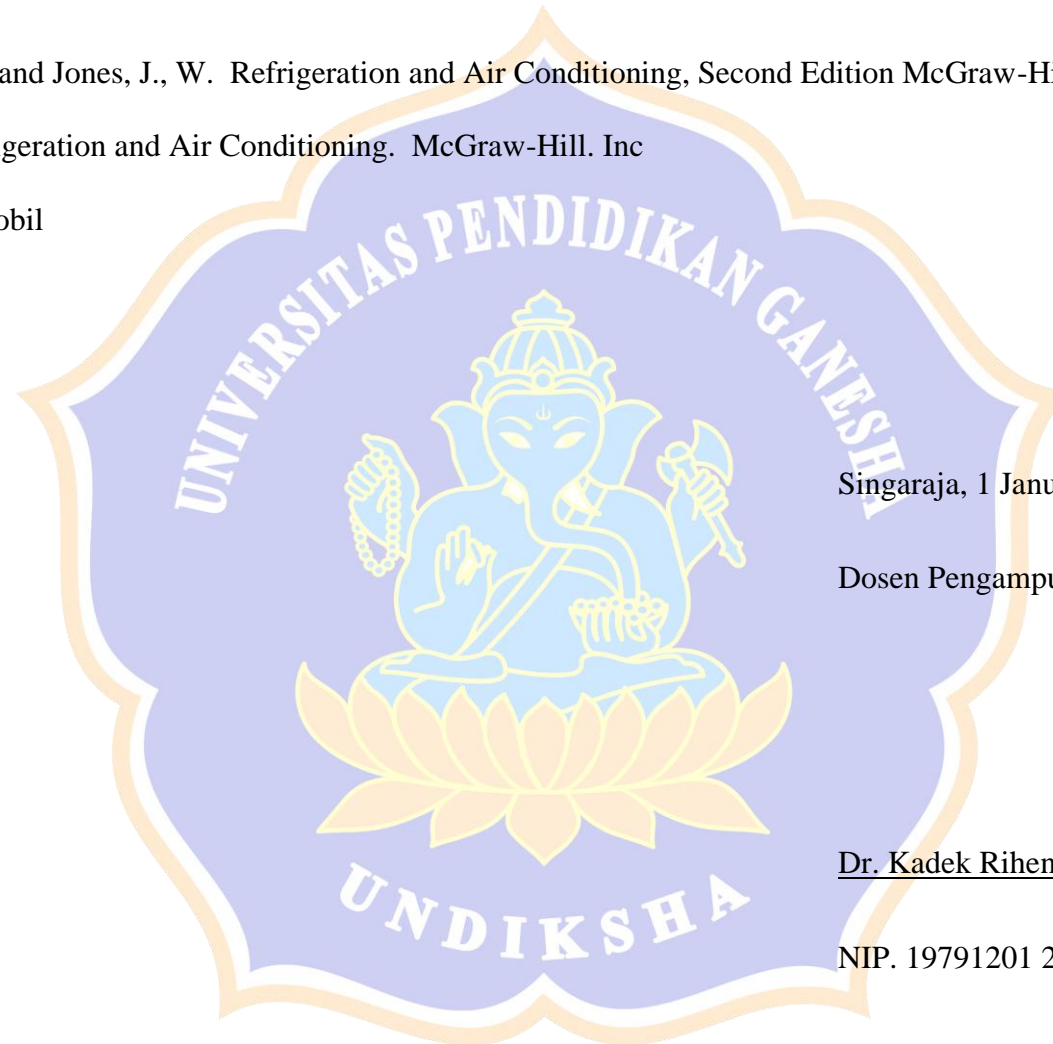 and Jones, J., W. Refrigeration and Air Conditioning, Second Edition McGraw-Hi
igeration and Air Conditioning. McGraw-Hill. Inc
obil
UNIVERSITAS PENDIDIKAN GANESHA
Singaraja, 1 Janu
Dosen Pengampu
Dr. Kadek Rihen
UNDIKSHA
NIP. 19791201 2